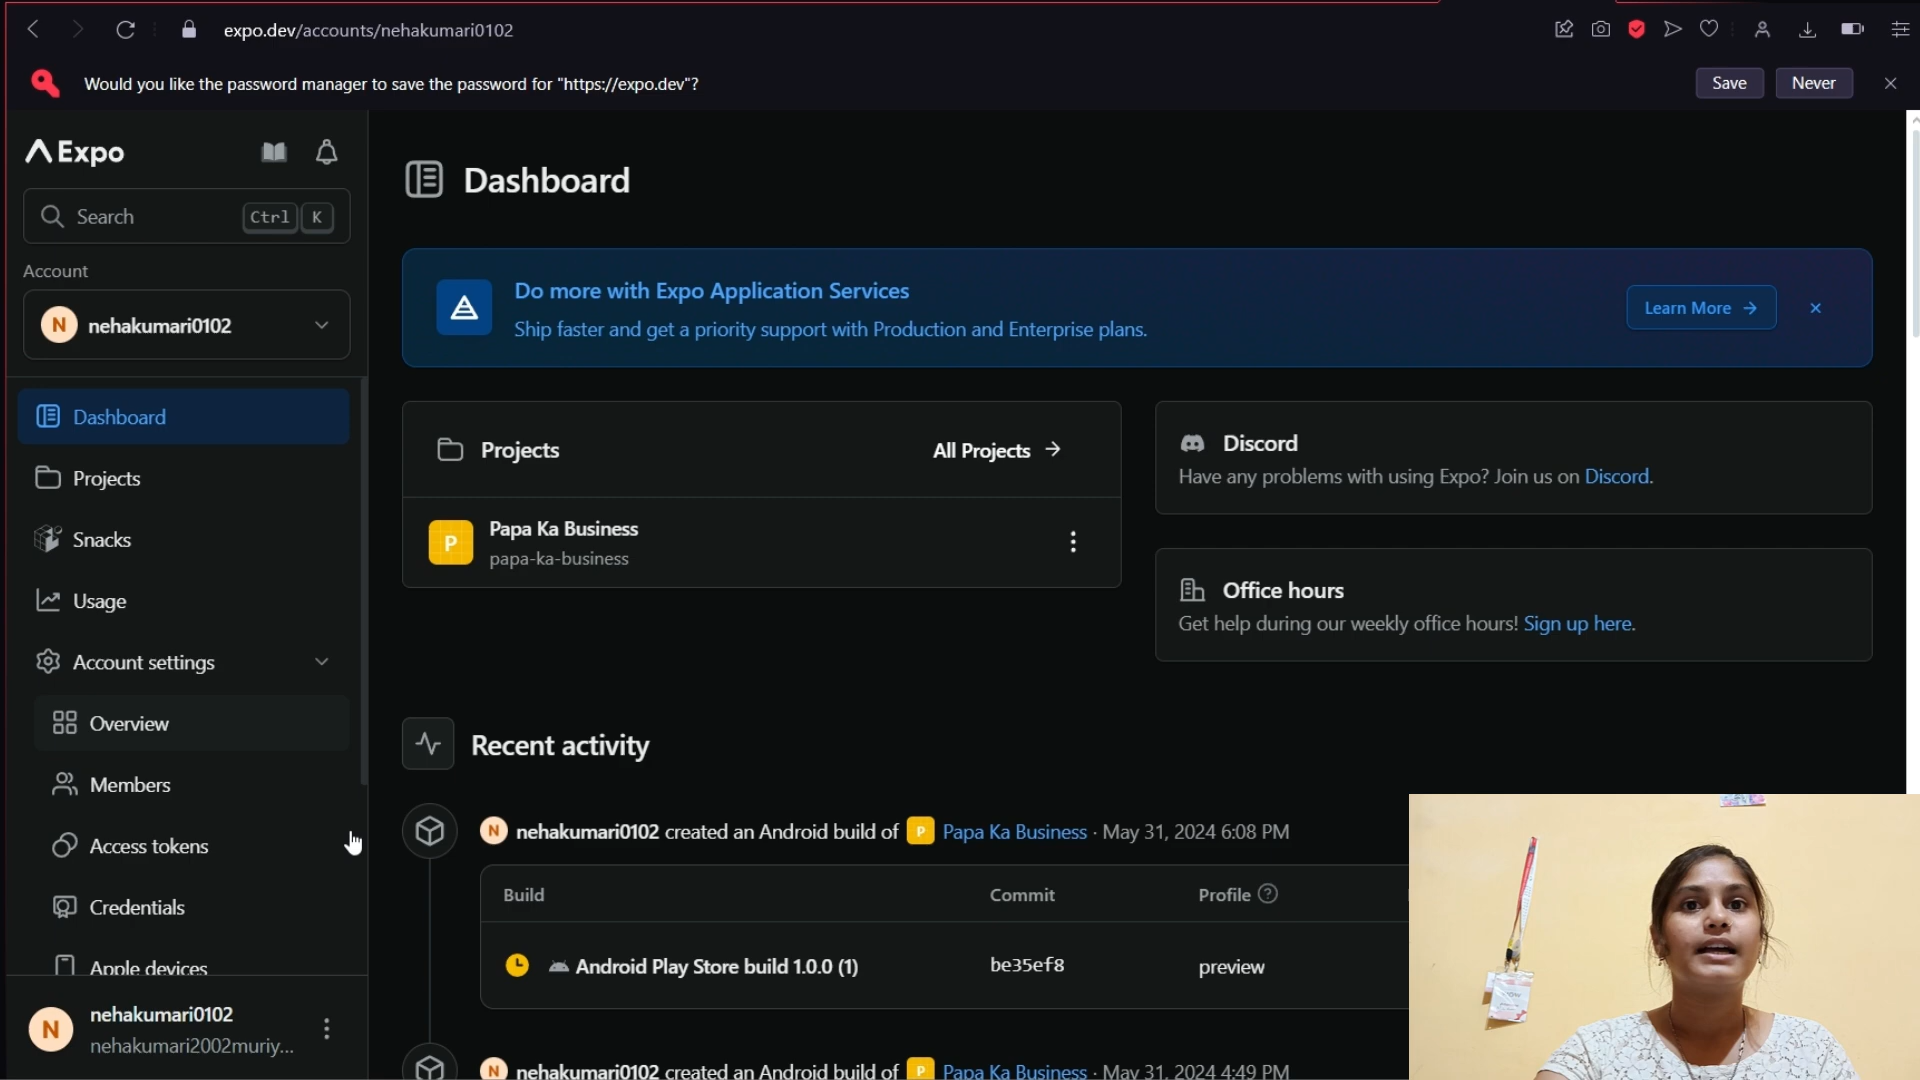 expo.dev/accounts/nehakumari0102
Would you like the password manager to save the password for "https://expo.dev"?
Save
Never
Expo
Search
Ctrl
K
Account
N
nehakumari0102
Dashboard
Projects
Snacks
Usage
Account settings
Overview
Members
Access tokens
Credentials
Apple devices
N
nehakumari0102
nehakumari2002muriy...
Dashboard
Do more with Expo Application Services
Ship faster and get a priority support with Production and Enterprise plans.
Learn More →
Projects
All Projects →
P
Papa Ka Business
papa-ka-business
Discord
Have any problems with using Expo? Join us on Discord.
Office hours
Get help during our weekly office hours! Sign up here.
Recent activity
N nehakumari0102 created an Android build of P Papa Ka Business · May 31, 2024 6:08 PM
Build Commit Profile
Android Play Store build 1.0.0 (1) be35ef8 preview
N nehakumari0102 created an Android build of P Papa Ka Business · May 31, 2024 4:49 PM